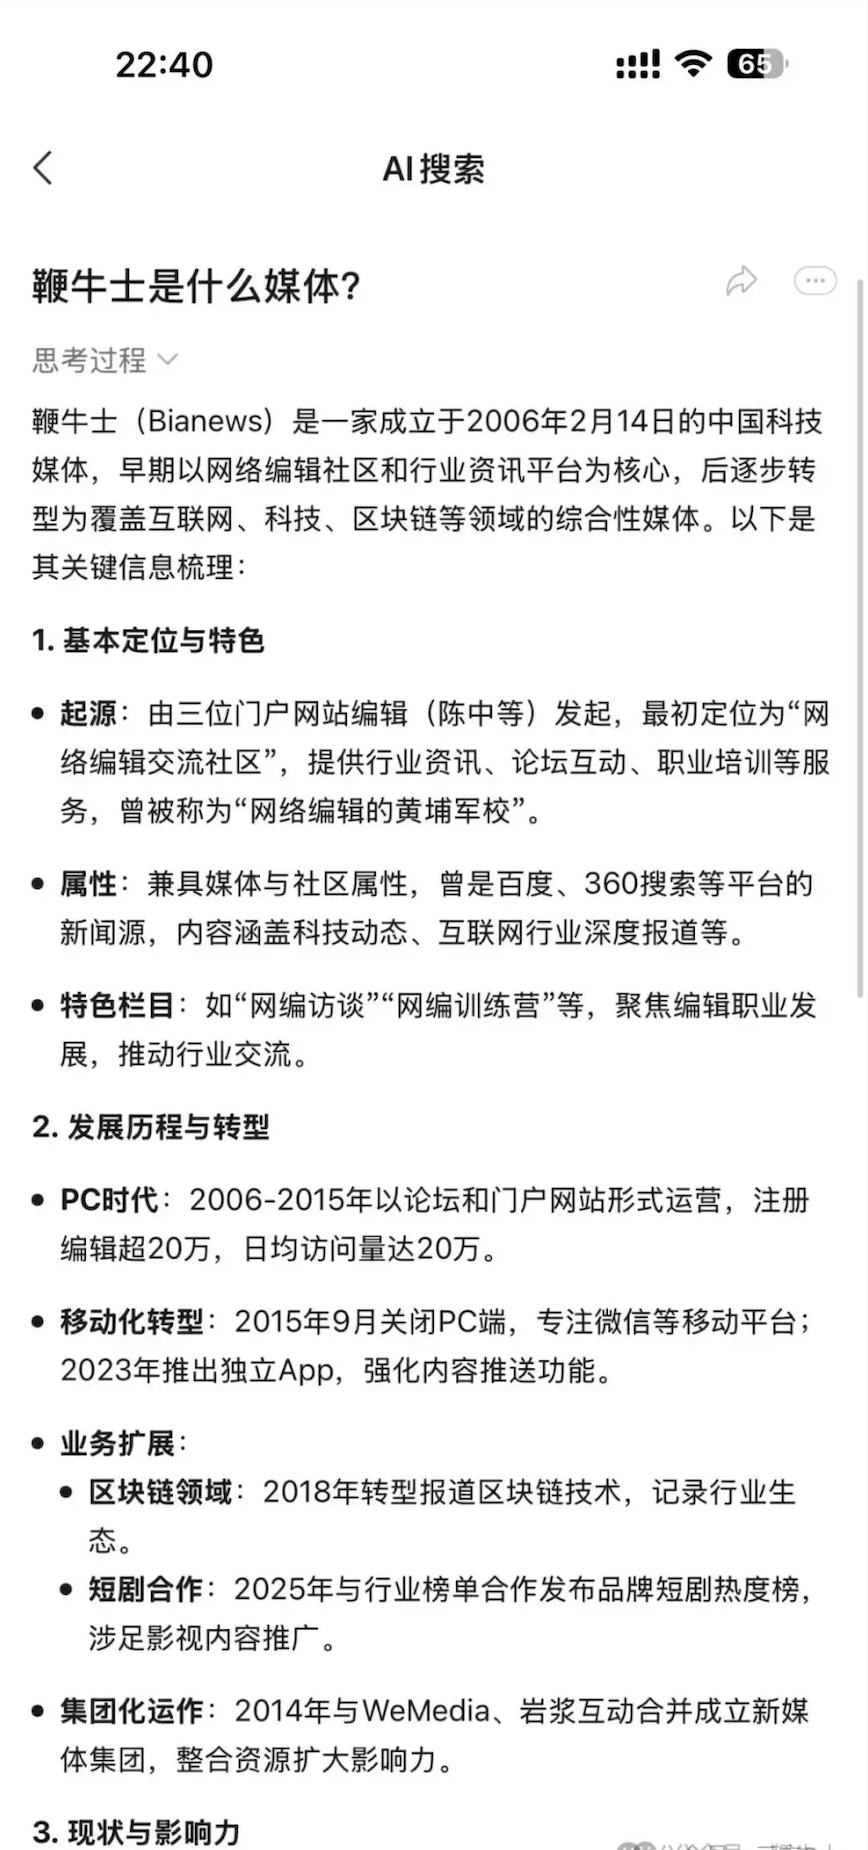 22:40
65
AI搜索
鞭牛士是什么媒体?
思考过程
鞭牛士（Bianews）是一家成立于2006年2月14日的中国科技
媒体，早期以网络编辑社区和行业资讯平台为核心，后逐步转
型为覆盖互联网、科技、区块链等领域的综合性媒体。以下是
其关键信息梳理：
1. 基本定位与特色
• 起源：由三位门户网站编辑（陈中等）发起，最初定位为“网
络编辑交流社区”，提供行业资讯、论坛互动、职业培训等服
务，曾被称为“网络编辑的黄埔军校”。
• 属性：兼具媒体与社区属性，曾是百度、360搜索等平台的
新闻源，内容涵盖科技动态、互联网行业深度报道等。
• 特色栏目：如“网编访谈”“网编训练营”等，聚焦编辑职业发
展，推动行业交流。
2. 发展历程与转型
• PC时代：2006-2015年以论坛和门户网站形式运营，注册
编辑超20万，日均访问量达20万。
• 移动化转型：2015年9月关闭PC端，专注微信等移动平台；
2023年推出独立App，强化内容推送功能。
• 业务扩展：
• 区块链领域：2018年转型报道区块链技术，记录行业生
态。
• 短剧合作：2025年与行业榜单合作发布品牌短剧热度榜，
涉足影视内容推广。
• 集团化运作：2014年与WeMedia、岩浆互动合并成立新媒
体集团，整合资源扩大影响力。
3. 现状与影响力